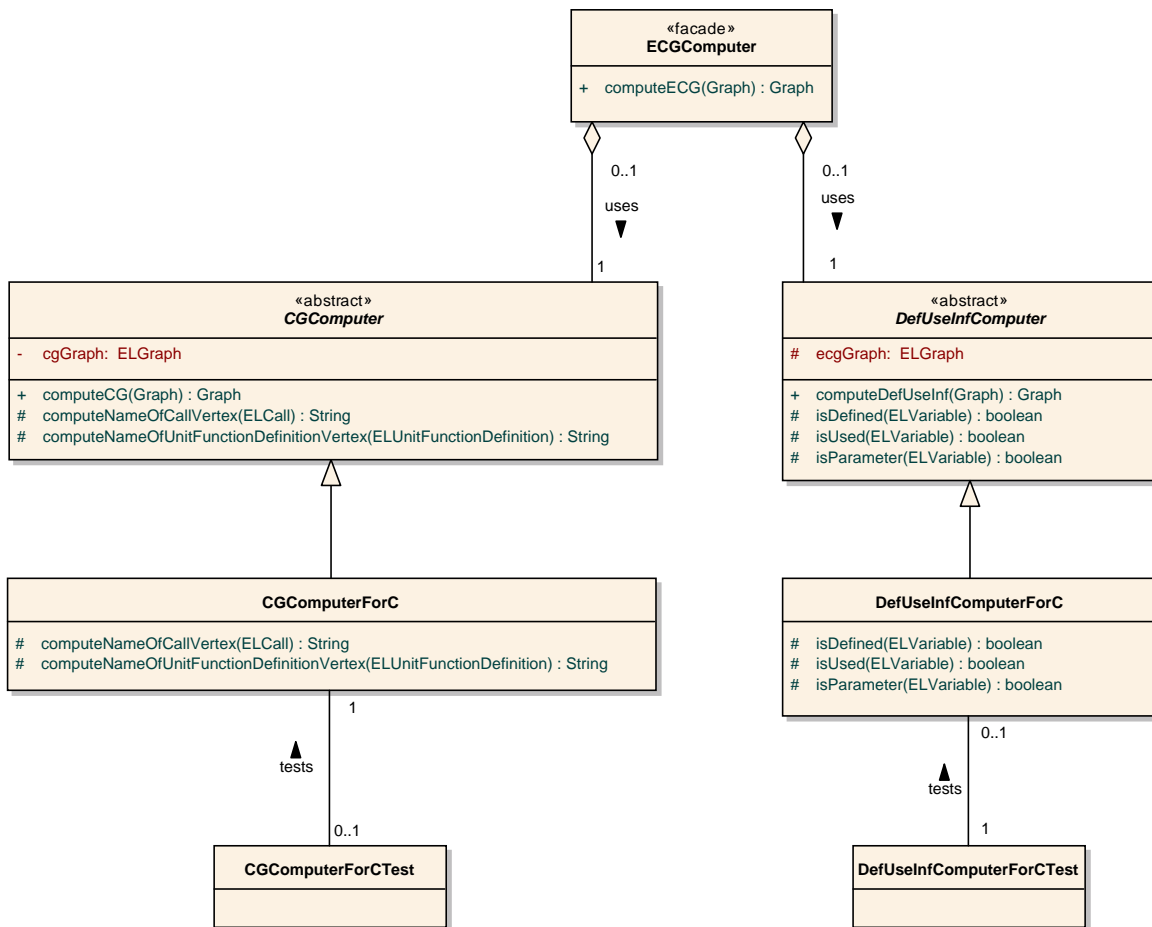 «facade»
ECGComputer
+ computeECG(Graph) : Graph
0..1
uses
1
0..1
uses
1
«abstract»
CGComputer
- cgGraph: ELGraph
+ computeCG(Graph) : Graph
# computeNameOfCallVertex(ELCall) : String
# computeNameOfUnitFunctionDefinitionVertex(ELUnitFunctionDefinition) : String
«abstract»
DefUseInfComputer
# ecgGraph: ELGraph
+ computeDefUseInf(Graph) : Graph
# isDefined(ELVariable) : boolean
# isUsed(ELVariable) : boolean
# isParameter(ELVariable) : boolean
CGComputerForC
# computeNameOfCallVertex(ELCall) : String
# computeNameOfUnitFunctionDefinitionVertex(ELUnitFunctionDefinition) : String
DefUseInfComputerForC
# isDefined(ELVariable) : boolean
# isUsed(ELVariable) : boolean
# isParameter(ELVariable) : boolean
1
tests
0..1
0..1
tests
1
CGComputerForCTest
DefUseInfComputerForCTest